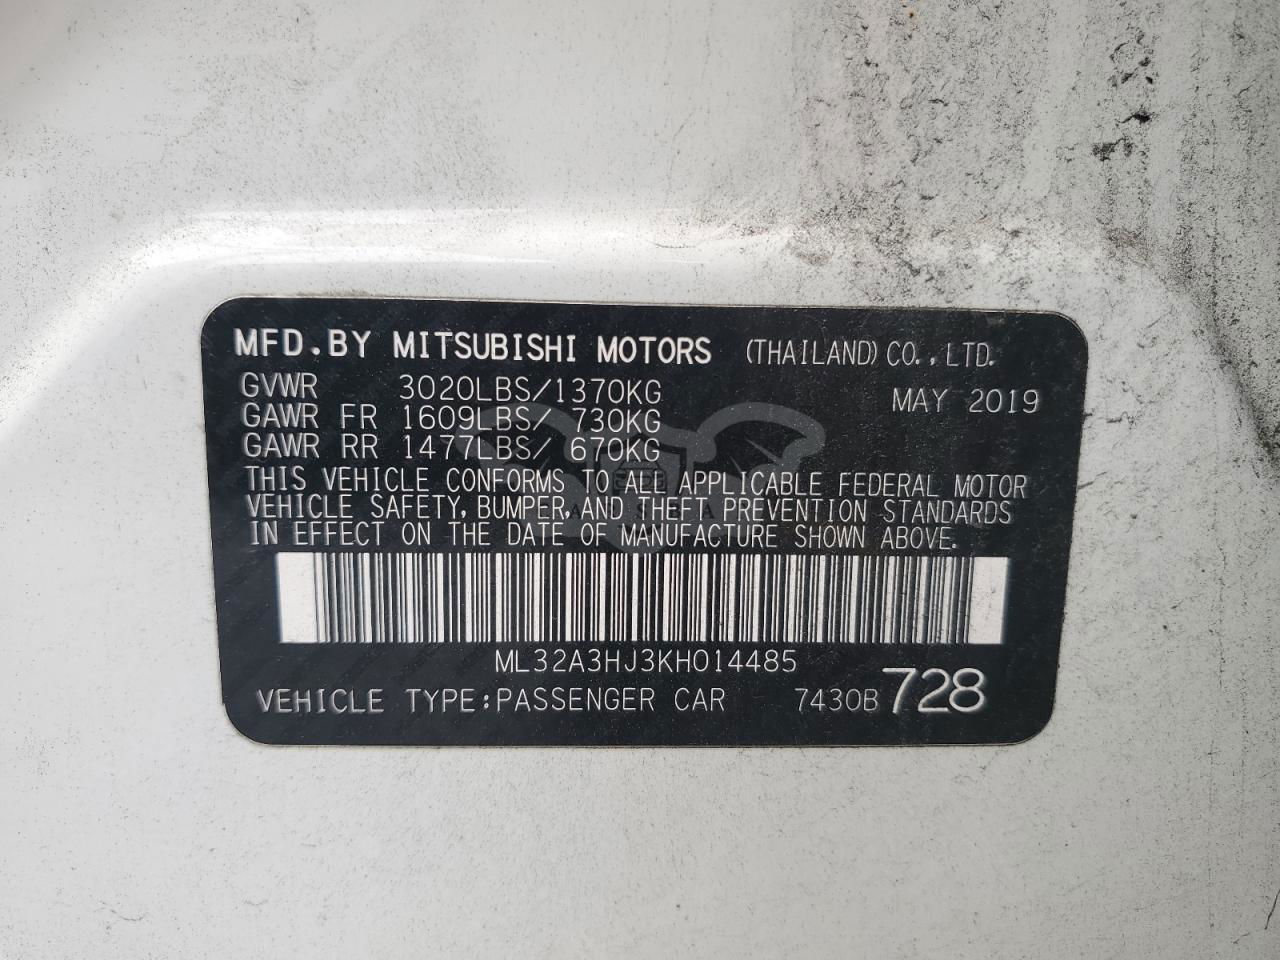 MFD.BY MITSUBISHI MOTORS (THAILAND) CO., LTD.
GVWR 3020LBS/1370KG MAY 2019
GAWR FR 1609LBS/ 730KG
GAWR RR 1477LBS/ 670KG
THIS VEHICLE CONFORMS TO ALL APPLICABLE FEDERAL MOTOR
VEHICLE SAFETY, BUMPER, AND THEFT PREVENTION STANDARDS
IN EFFECT ON THE DATE OF MANUFACTURE SHOWN ABOVE.
ML32A3HJ3KH014485
VEHICLE TYPE:PASSENGER CAR 7430B 728